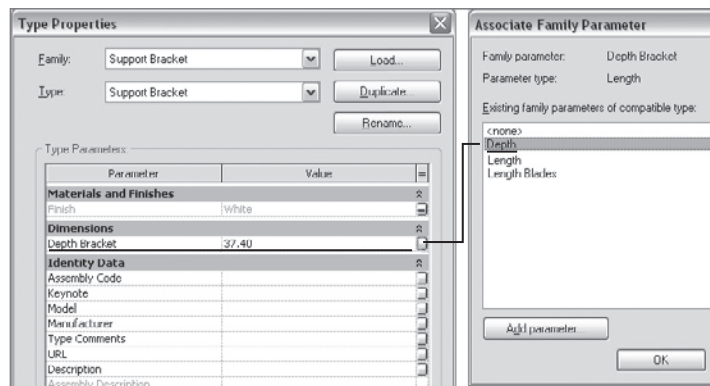 Type Properties
Family: Support Bracket Load...
Type: Support Bracket Duplicate...
Rename...
Type Parameters
Parameter Value =
Materials and Finishes
Finish White
Dimensions
Depth Bracket 37.40
Identity Data
Assembly Code
Keynote
Model
Manufacturer
Type Comments
URL
Description
Assembly Description
Associate Family Parameter
Family parameter: Depth Bracket
Parameter type: Length
Existing family parameters of compatible type:
<none>
Depth
Length
Length Blades
Add parameter
OK